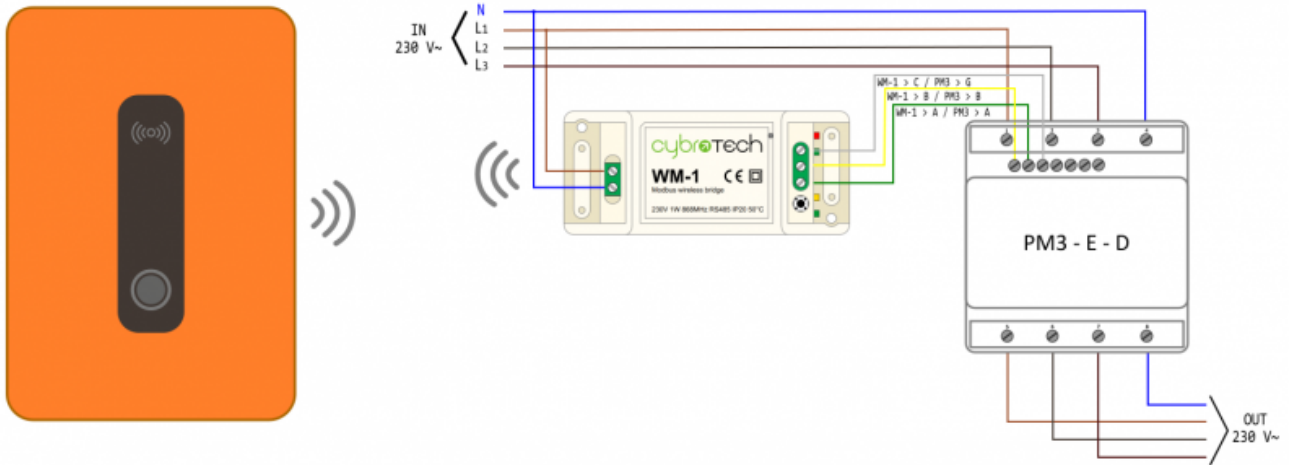 N
L1
IN
230 V~
L2
L3
WM-1 > C / PM3 > G
WM-1 > B / PM3 > B
WM-1 > A / PM3 > A
cybroTech
WM-1
CE
Modbus wireless bridge
230V 1W 868MHz RS485 IP20 50°C
PM3 - E - D
OUT
230 V~